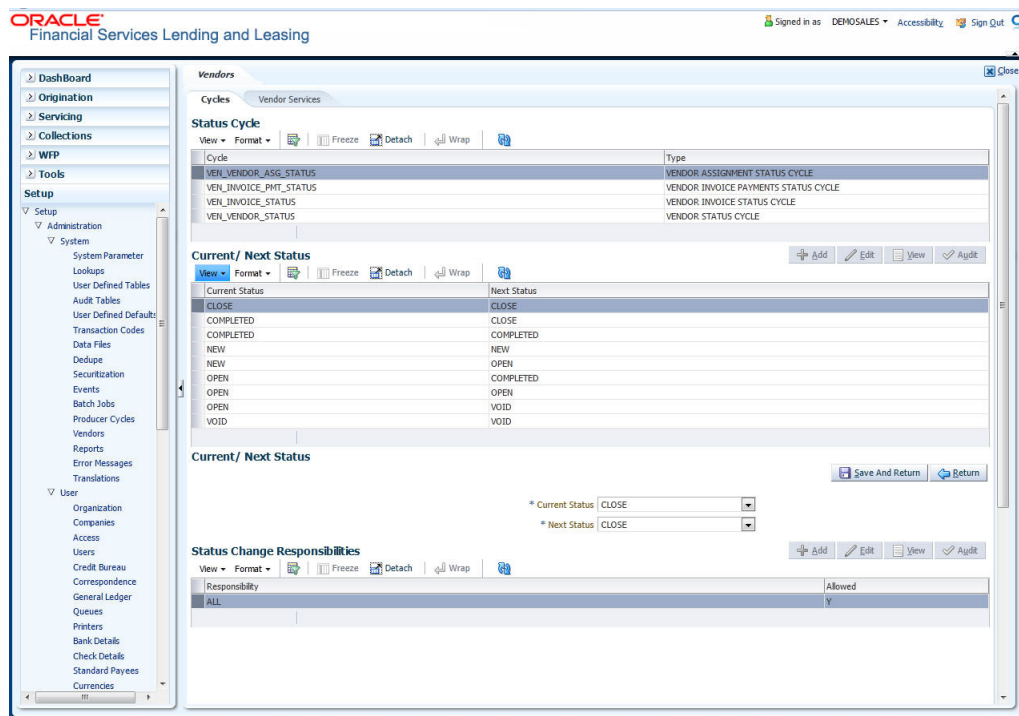 ORACLE
Financial Services Lending and Leasing
Signed in as DEMOSALES Accessibility Sign Out
DashBoard
Origination
Servicing
Collections
WFP
Tools
Setup
Setup
Administration
System
System Parameter
Lookups
User Defined Tables
Audit Tables
User Defined Defaults
Transaction Codes
Data Files
Dedupe
Securitization
Events
Batch Jobs
Producer Cycles
Vendors
Reports
Error Messages
Translations
User
Organization
Companies
Access
Users
Credit Bureau
Correspondence
General Ledger
Queues
Printers
Bank Details
Check Details
Standard Payees
Currencies
Vendors
Close
Cycles Vendor Services
Status Cycle
View Format Freeze Detach Wrap
Cycle Type
VEN_VENDOR_ASG_STATUS VENDOR ASSIGNMENT STATUS CYCLE
VEN_INVOICE_PMT_STATUS VENDOR INVOICE PAYMENTS STATUS CYCLE
VEN_INVOICE_STATUS VENDOR INVOICE STATUS CYCLE
VEN_VENDOR_STATUS VENDOR STATUS CYCLE
Current/ Next Status
Add Edit View Audit
View Format Freeze Detach Wrap
Current Status Next Status
CLOSE CLOSE
COMPLETED CLOSE
COMPLETED COMPLETED
NEW NEW
NEW OPEN
OPEN COMPLETED
OPEN OPEN
OPEN VOID
VOID VOID
Current/ Next Status
Save And Return Return
* Current Status CLOSE
* Next Status CLOSE
Status Change Responsibilities
Add Edit View Audit
View Format Freeze Detach Wrap
Responsibility Allowed
ALL Y